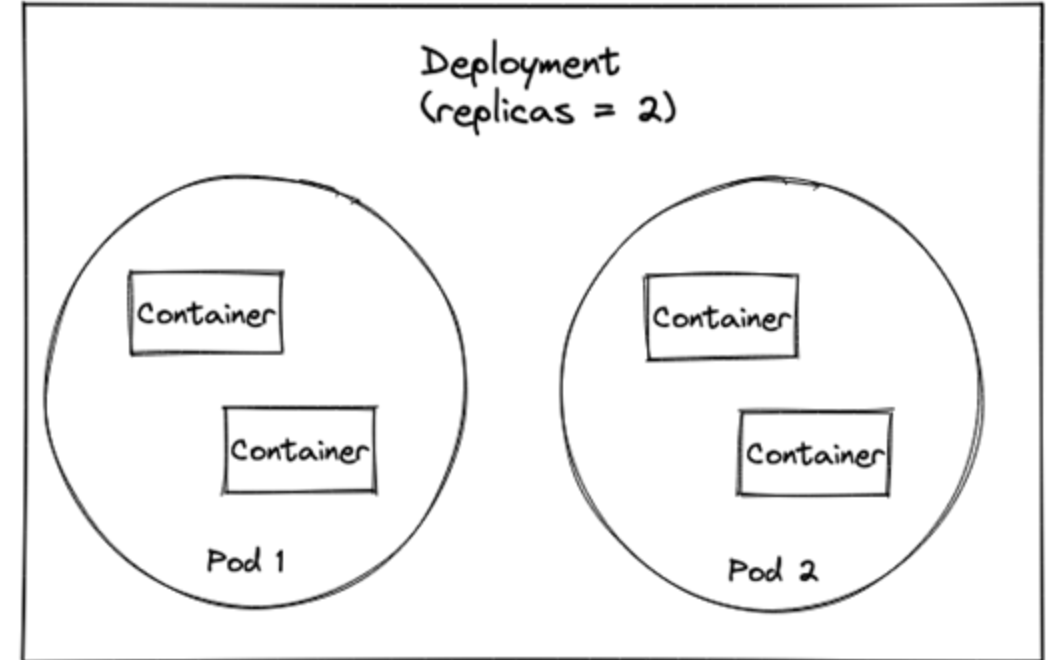 Deployment
(replicas = 2)
Container
Container
Container
Container
Pod 1
Pod 2